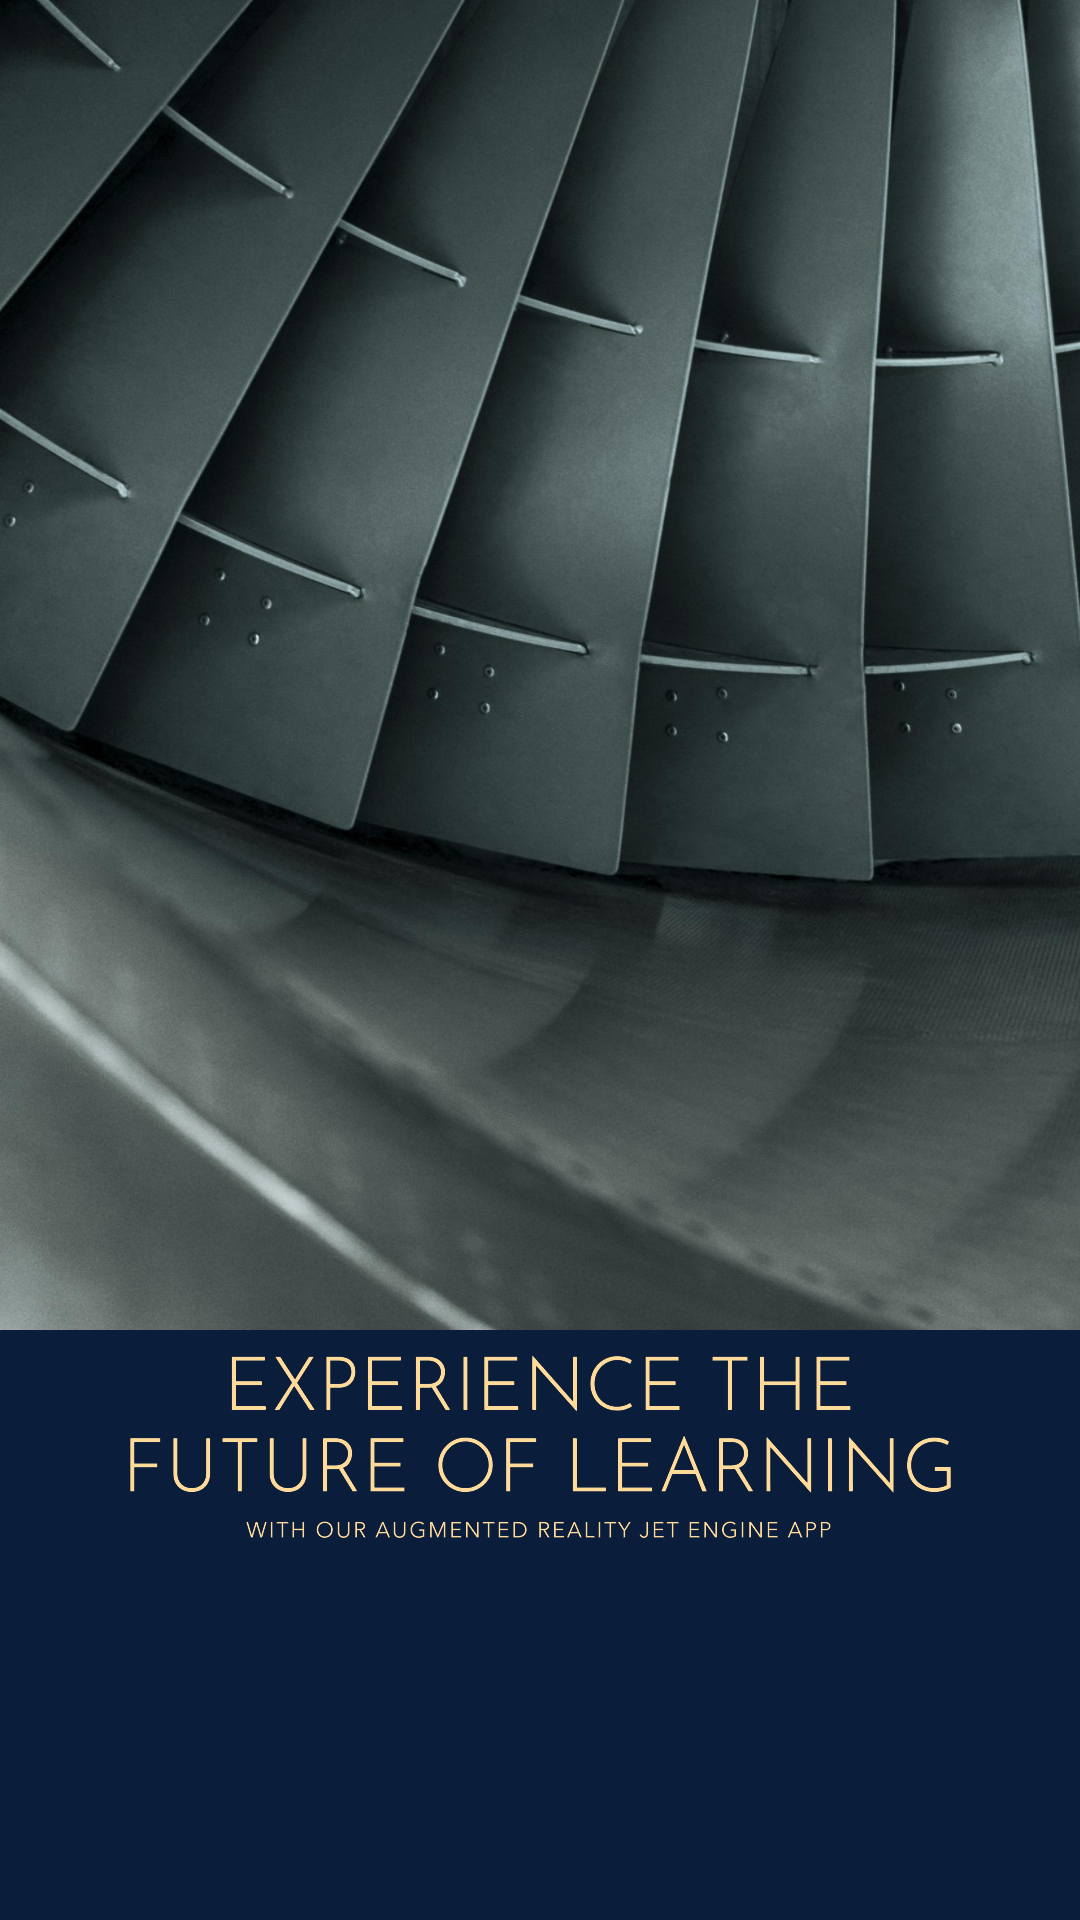 EXPERIENCE THE
FUTURE OF LEARNING
WITH OUR AUGMENTED REALITY JET ENGINE APP